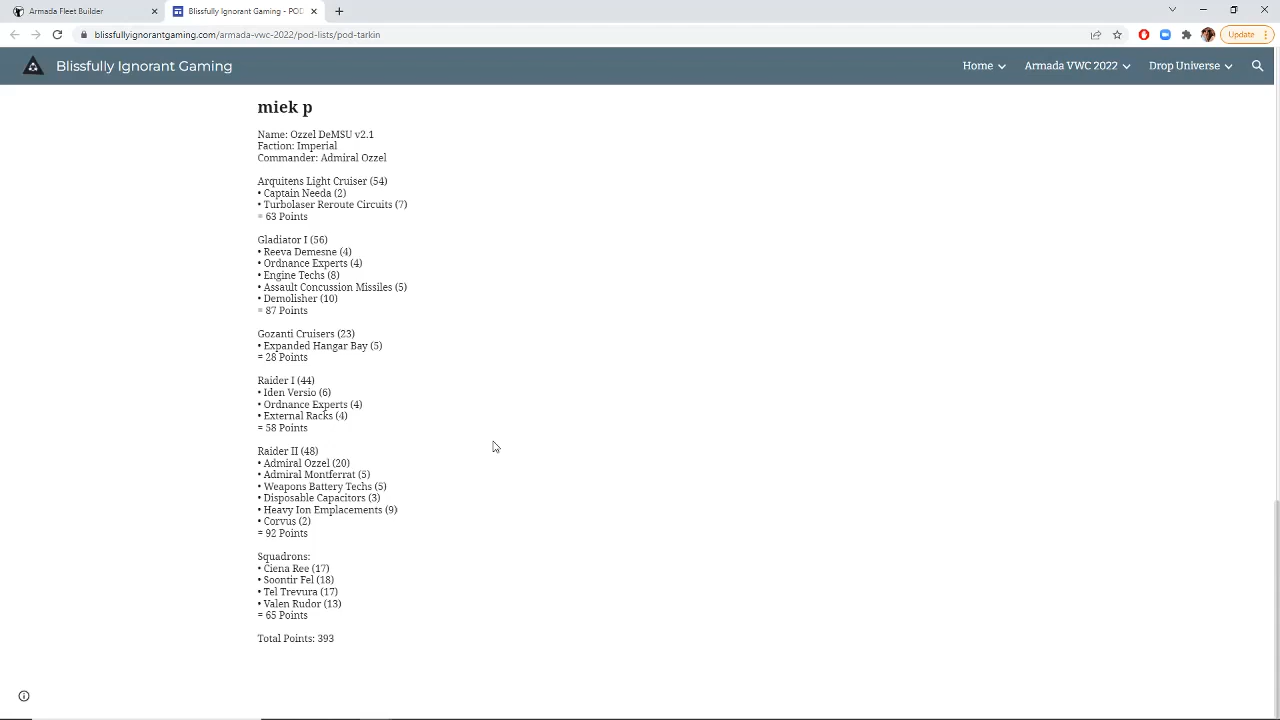 Armada Fleet Builder
Blissfully Ignorant Gaming - POD
blissfullyignorantgaming.com/armada-vwc-2022/pod-lists/pod-tarkin
Update
Blissfully Ignorant Gaming
Home
Armada VWC 2022
Drop Universe
miek p
Name: Ozzel DeMSU v2.1
Faction: Imperial
Commander: Admiral Ozzel
Arquitens Light Cruiser (54)
• Captain Needa (2)
• Turbolaser Reroute Circuits (7)
= 63 Points
Gladiator I (56)
• Reeva Demesne (4)
• Ordnance Experts (4)
• Engine Techs (8)
• Assault Concussion Missiles (5)
• Demolisher (10)
= 87 Points
Gozanti Cruisers (23)
• Expanded Hangar Bay (5)
= 28 Points
Raider I (44)
• Iden Versio (6)
• Ordnance Experts (4)
• External Racks (4)
= 58 Points
Raider II (48)
• Admiral Ozzel (20)
• Admiral Montferrat (5)
• Weapons Battery Techs (5)
• Disposable Capacitors (3)
• Heavy Ion Emplacements (9)
• Corvus (2)
= 92 Points
Squadrons:
• Ciena Ree (17)
• Soontir Fel (18)
• Tel Trevura (17)
• Valen Rudor (13)
= 65 Points
Total Points: 393